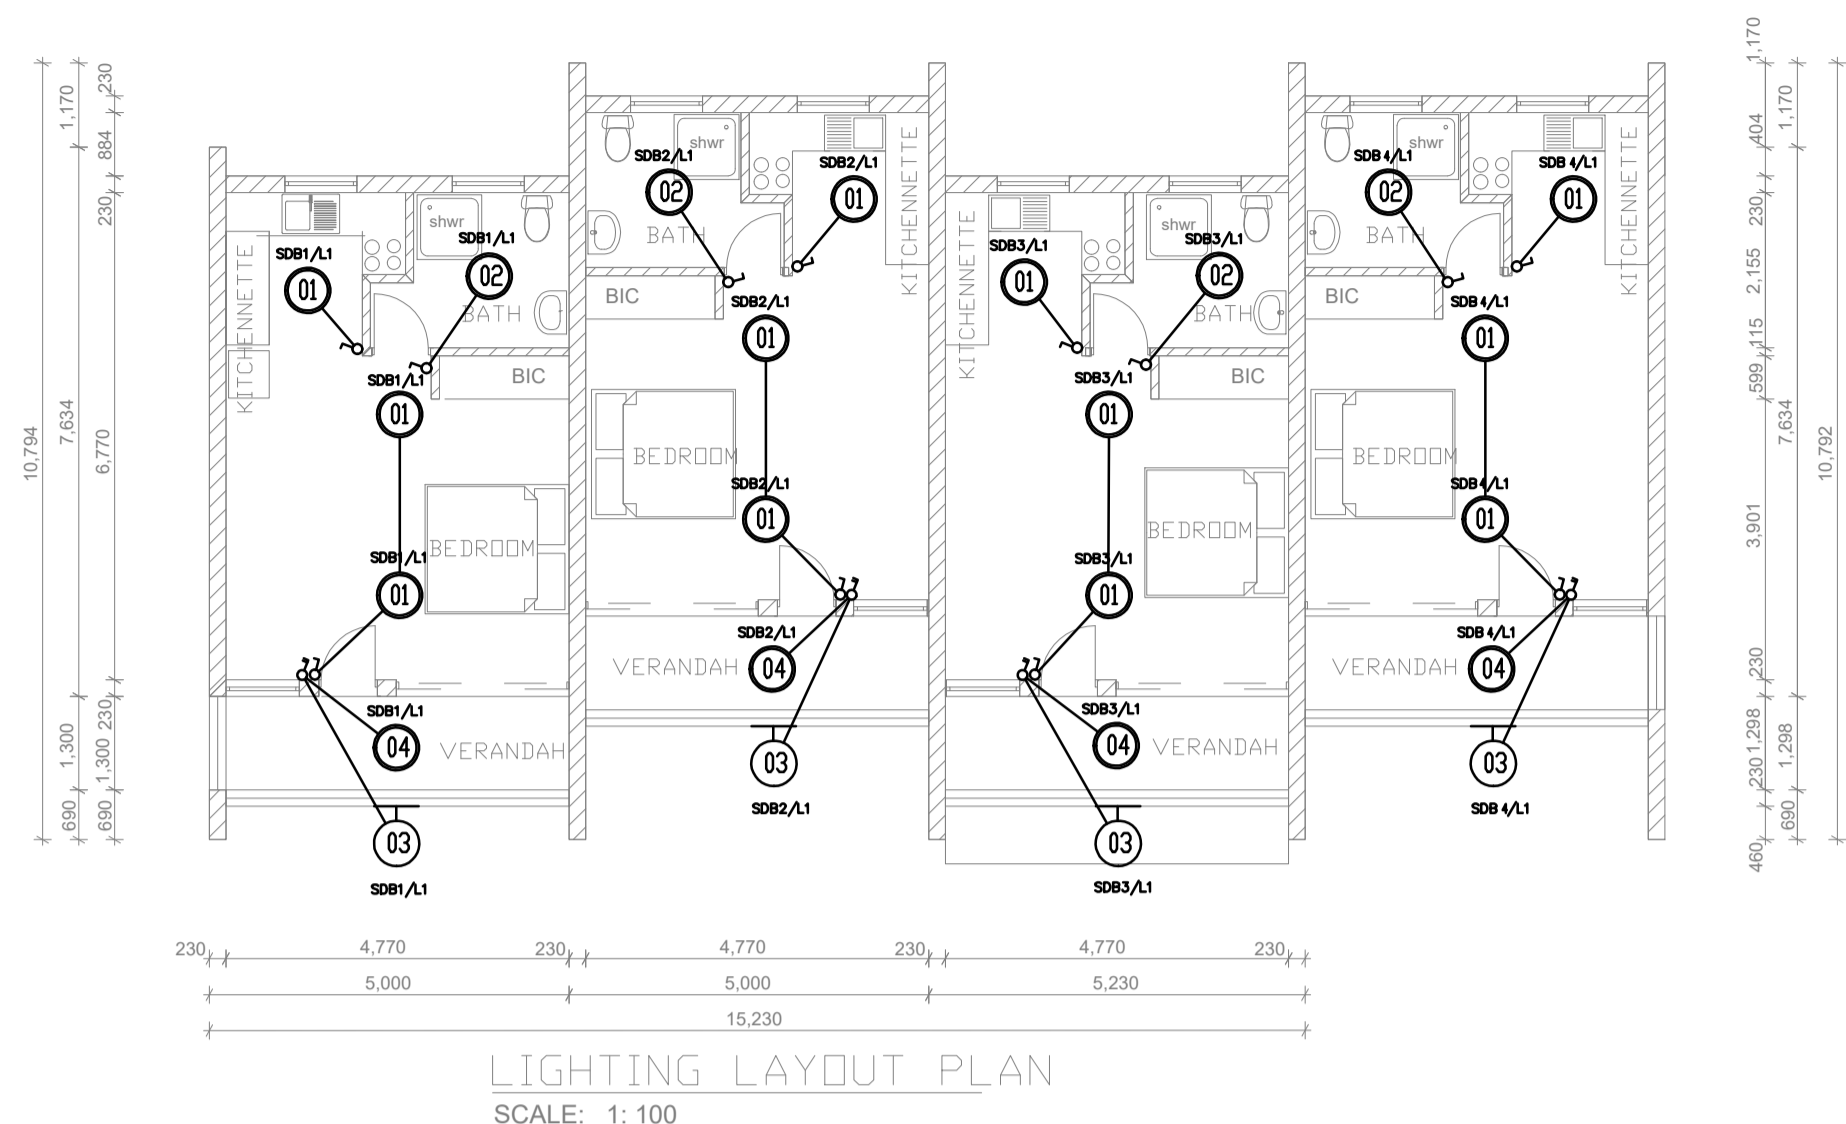 shwr
shwr
SDB2/L1
02
SDB2/L1
01
BATH
KITCHENNETTE
BIC
SDB2/L1
01
BEDROOM
SDB2/L1
01
SDB2/L1
04
VERANDAH
03
SDB2/L1
shwr
SDB1/L1
01
SDB1/L1
02
KITCHENNETTE
BATH
BIC
SDB1/L1
01
BEDROOM
SDB1/L1
01
SDB1/L1
04
VERANDAH
03
SDB1/L1
shwr
SDB3/L1
01
SDB3/L1
02
KITCHENNETTE
BATH
BIC
SDB3/L1
01
BEDROOM
SDB3/L1
01
SDB3/L1
04
VERANDAH
03
SDB3/L1
SDB4/L1
02
SDB4/L1
01
BATH
KITCHENNETTE
BIC
SDB4/L1
01
BEDROOM
SDB4/L1
01
SDB4/L1
04
VERANDAH
03
SDB4/L1
10,794
1,170
7,634
1,300
690
230
884
230
6,770
230
1,300
690
1,170
404
230
2,155
115
599
3,901
230
1,298
230
460
1,170
7,634
1,298
690
10,792
230
4,770
230
4,770
230
4,770
230
5,000
5,000
5,230
15,230
LIGHTING LAYOUT PLAN
SCALE: 1: 100